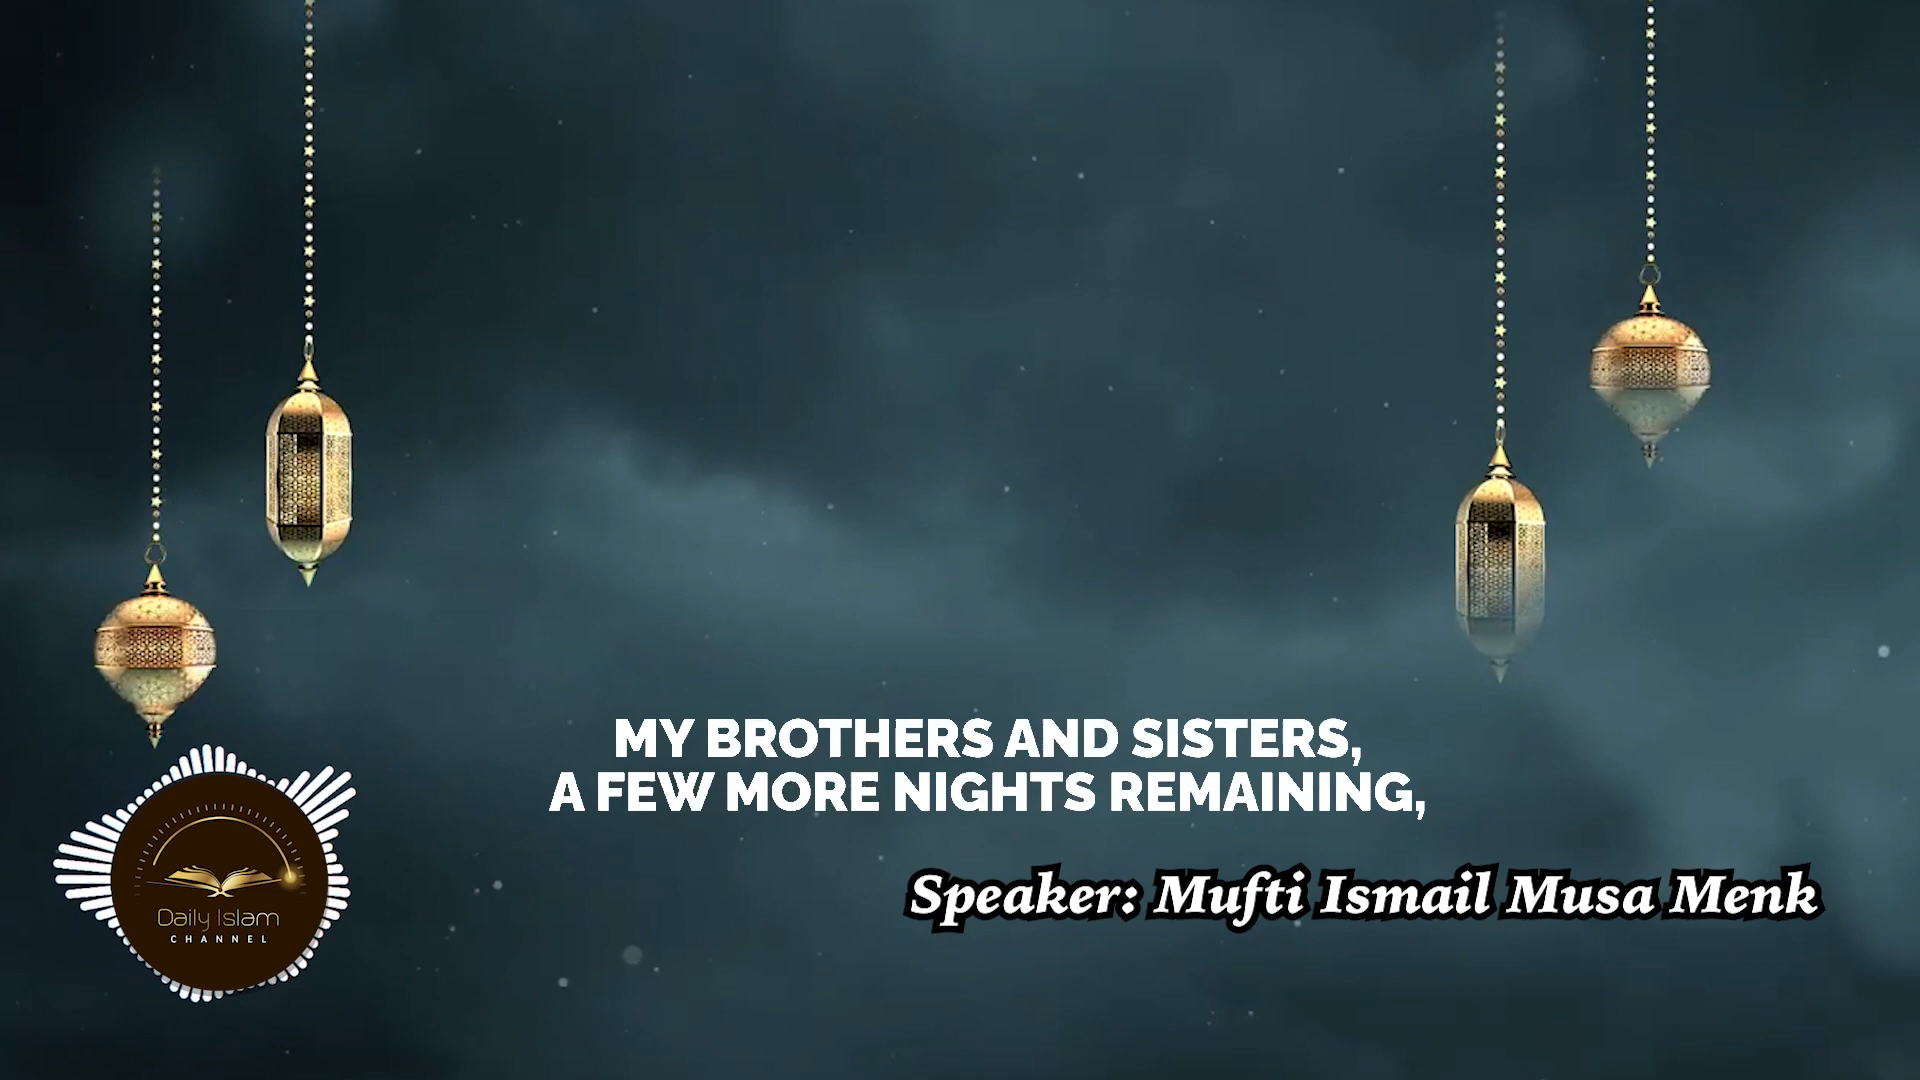 MY BROTHERS AND SISTERS,
A FEW MORE NIGHTS REMAINING,
Speaker: Mufti Ismail Musa Menk
Daily Islam
CHANNEL